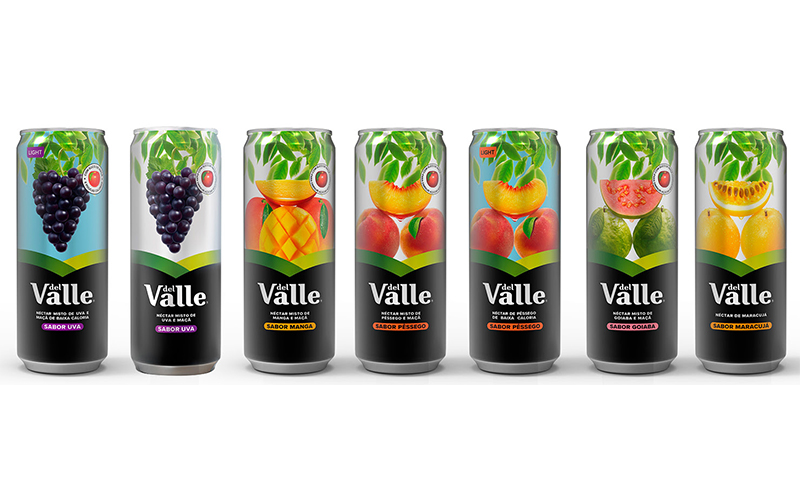 LIGHT
del
Valle
NÉCTAR MISTO DE UVA E
MAÇÃ DE BAIXA CALORIA
SABOR UVA
del
Valle
NÉCTAR MISTO DE
UVA E MAÇÃ
SABOR UVA
del
Valle
NÉCTAR MISTO DE
MANGA E MAÇÃ
SABOR MANGA
del
Valle
NÉCTAR MISTO DE
PÊSSEGO E MAÇÃ
SABOR PÊSSEGO
LIGHT
del
Valle
NÉCTAR DE PÊSSEGO
DE BAIXA CALORIA
SABOR PÊSSEGO
del
Valle
NÉCTAR MISTO DE
GOIABA E MAÇÃ
SABOR GOIABA
del
Valle
NÉCTAR DE MARACUJÁ
SABOR MARACUJÁ